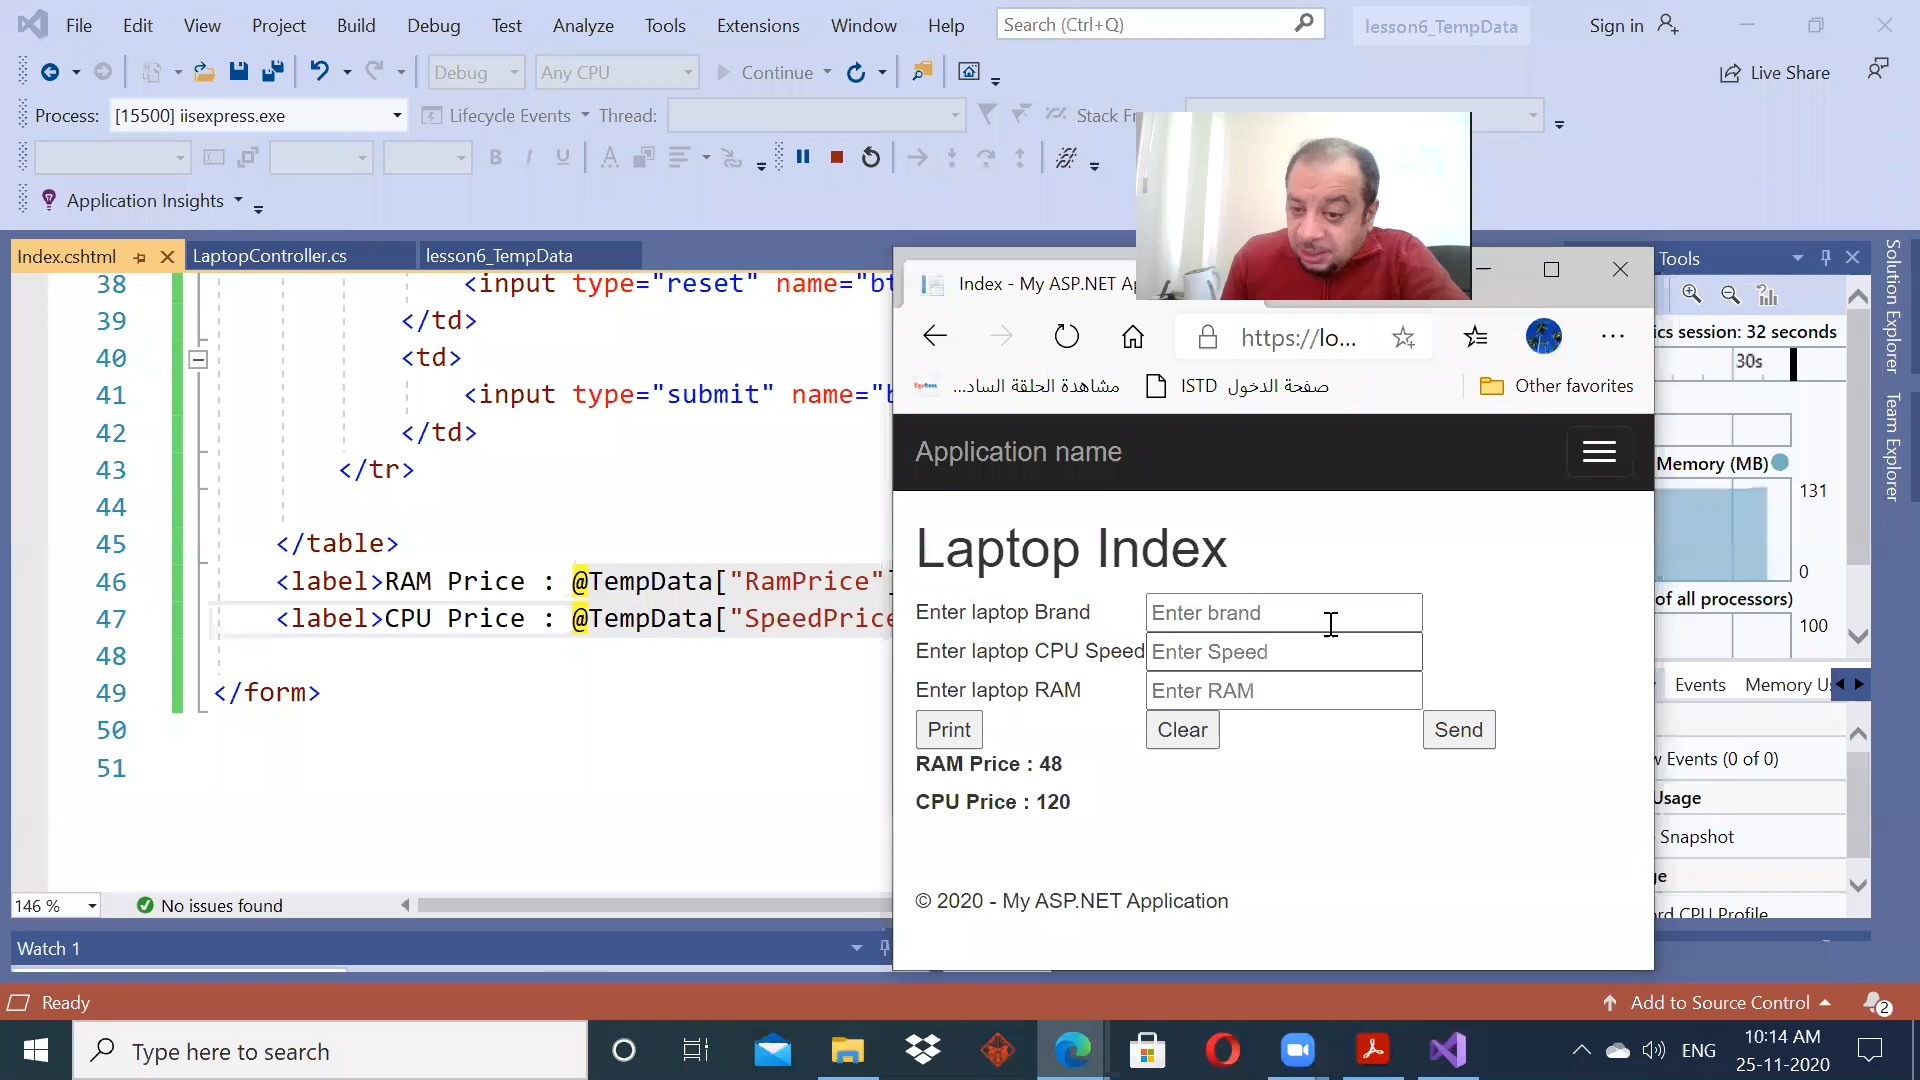 File Edit View Project Build Debug Test Analyze Tools Extensions Window Help Search (Ctrl+Q) lesson6_TempData Sign in
Debug Any CPU Continue Live Share
Process: [15500] iisexpress.exe Lifecycle Events Thread: Stack Fr
B I U A
Application Insights
Index.cshtml LaptopController.cs lesson6_TempData
38 <input type="reset" name="bt
39 </td>
40 <td>
41 <input type="submit" name="b
42 </td>
43 </tr>
44
45 </table>
46 <label>RAM Price : @TempData["RamPrice"]
47 <label>CPU Price : @TempData["SpeedPrice
48
49 </form>
50
51
146 % No issues found
Watch 1
Index - My ASP.NET Ap
https://lo...
مشاهدة الحلقة الساد... ISTD صفحة الدخول Other favorites
Application name
Laptop Index
Enter laptop Brand Enter brand
Enter laptop CPU Speed Enter Speed
Enter laptop RAM Enter RAM
Print Clear Send
RAM Price : 48
CPU Price : 120
© 2020 - My ASP.NET Application
Tools
ics session: 32 seconds
30s
Memory (MB)
131
0
of all processors)
100
Events Memory U
w Events (0 of 0)
Usage
Snapshot
ge
rd CPU Profile
Solution Explorer
Team Explorer
Ready Add to Source Control 2
Type here to search ENG 10:14 AM
25-11-2020